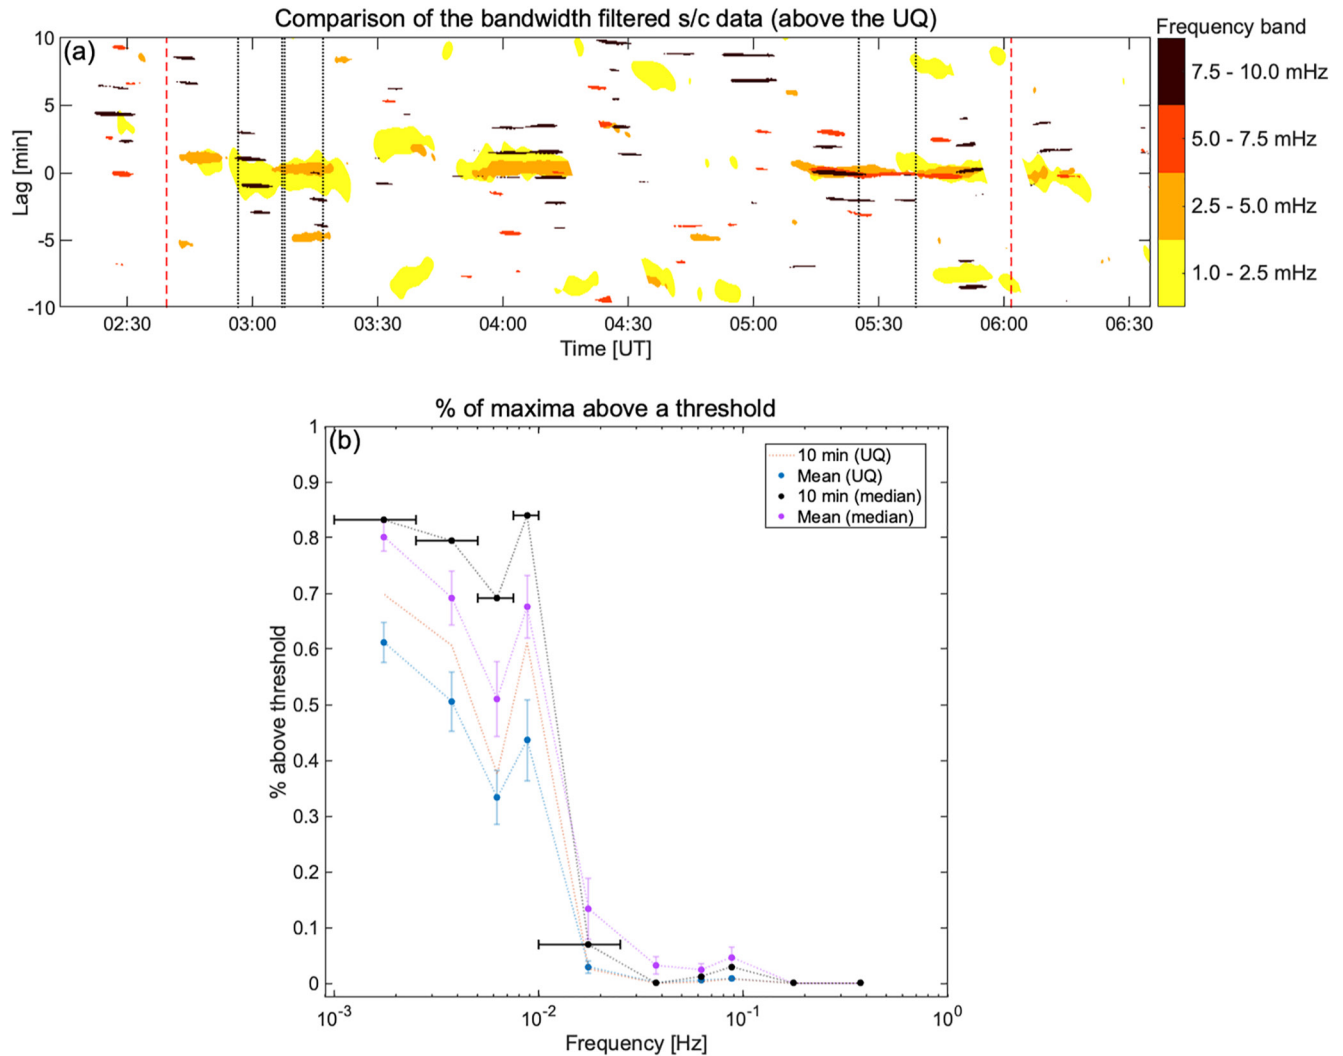 Comparison of the bandwidth filtered s/c data (above the UQ)
(a)
Lag [min]
10
5
0
-5
-10
02:30 03:00 03:30 04:00 04:30 05:00 05:30 06:00 06:30
Time [UT]
Frequency band
7.5 - 10.0 mHz
5.0 - 7.5 mHz
2.5 - 5.0 mHz
1.0 - 2.5 mHz
% of maxima above a threshold
(b)
% above threshold
1
0.9
0.8
0.7
0.6
0.5
0.4
0.3
0.2
0.1
0
10 min (UQ)
Mean (UQ)
10 min (median)
Mean (median)
10⁻³ 10⁻² 10⁻¹ 10⁰
Frequency [Hz]